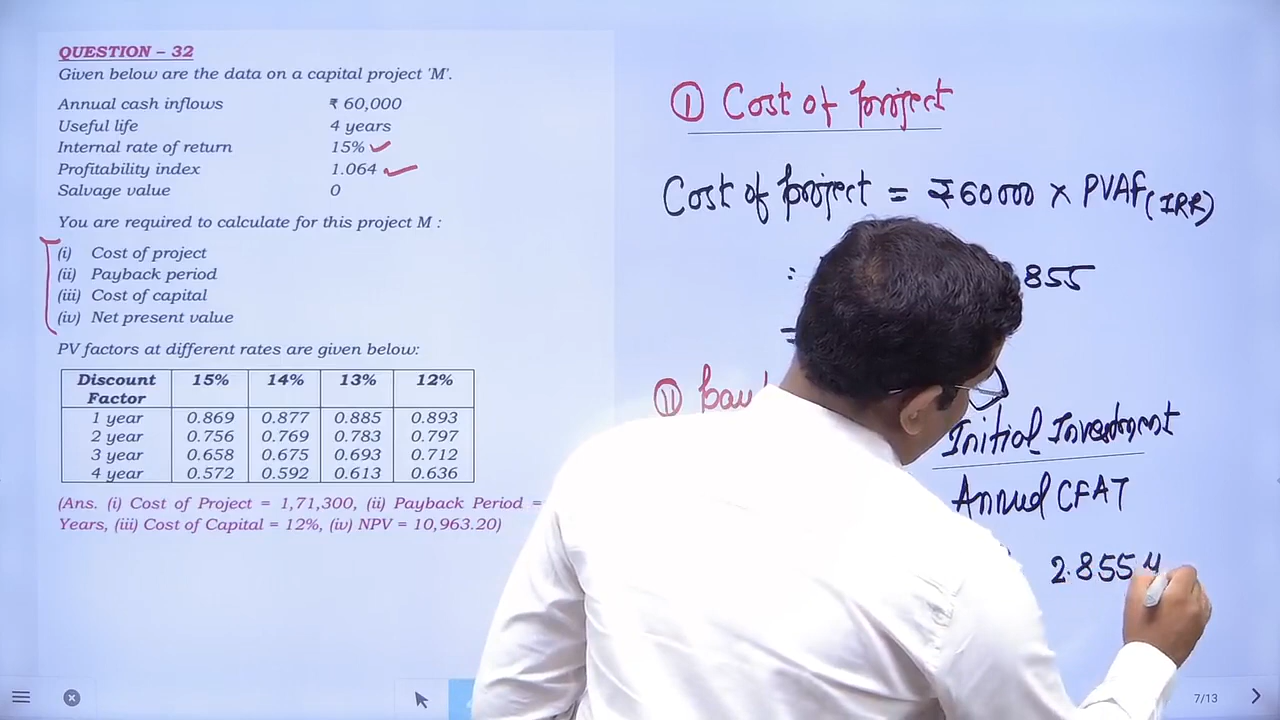 QUESTION – 32
Given below are the data on a capital project 'M'.
Annual cash inflows ₹ 60,000
Useful life 4 years
Internal rate of return 15%
Profitability index 1.064
Salvage value 0
You are required to calculate for this project M :
(i) Cost of project
(ii) Payback period
(iii) Cost of capital
(iv) Net present value
PV factors at different rates are given below:
Discount Factor 15% 14% 13% 12%
1 year 0.869 0.877 0.885 0.893
2 year 0.756 0.769 0.783 0.797
3 year 0.658 0.675 0.693 0.712
4 year 0.572 0.592 0.613 0.636
(Ans. (i) Cost of Project = 1,71,300, (ii) Payback Period =
Years, (iii) Cost of Capital = 12%, (iv) NPV = 10,963.20)
① Cost of project
Cost of project = ₹60000 × PVAF(IRR)
855
=
Ⅱ
Initial Investment
Annual CFAT
2.855
7/13